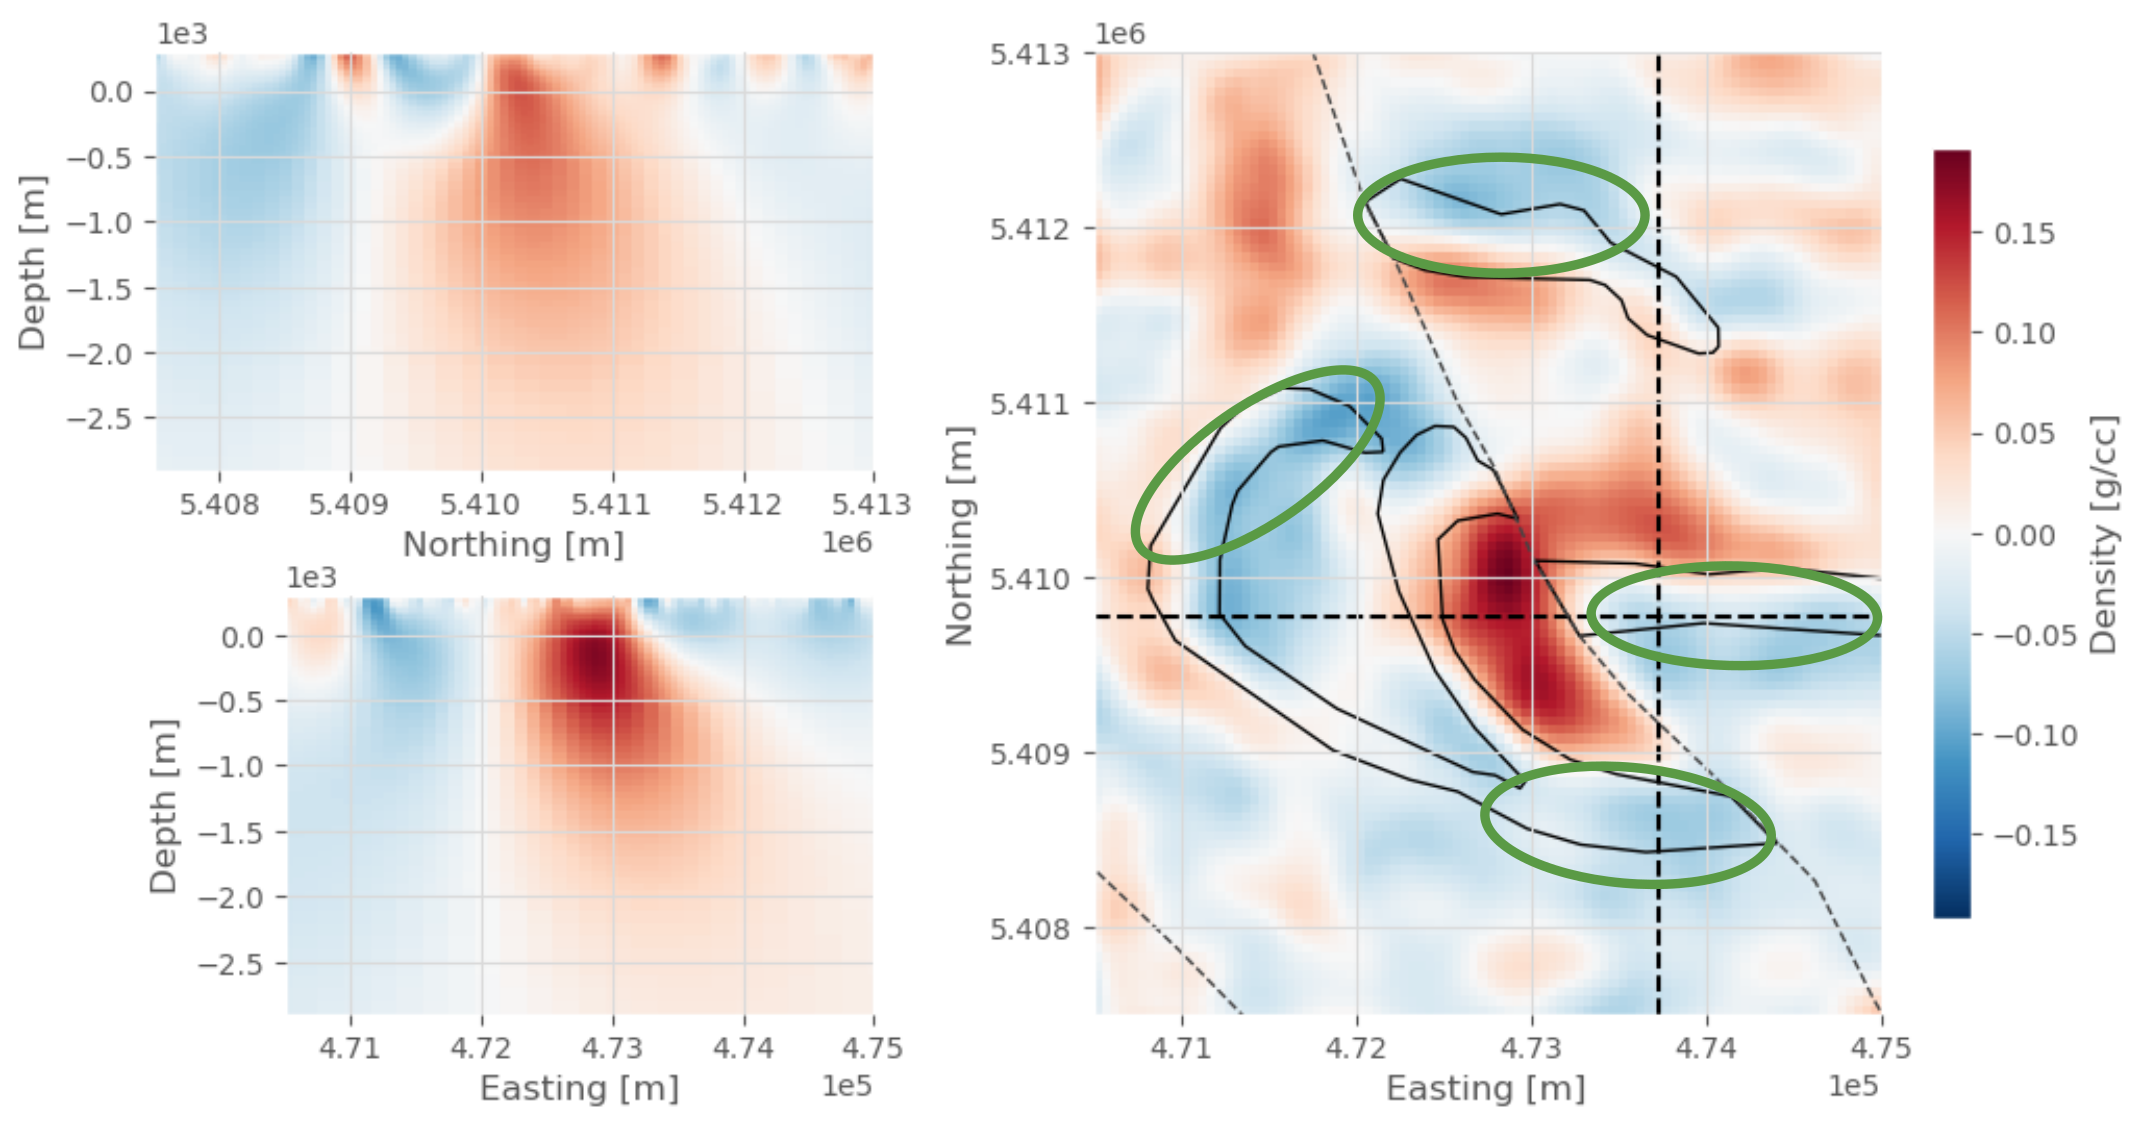 1e3
0.0
−0.5
−1.0
−1.5
−2.0
−2.5
Depth [m]
5.408 5.409 5.410 5.411 5.412 5.413
Northing [m] 1e6
1e3
0.0
−0.5
−1.0
−1.5
−2.0
−2.5
Depth [m]
4.71 4.72 4.73 4.74 4.75
Easting [m] 1e5
1e6
5.413
5.412
5.411
5.410
5.409
5.408
Northing [m]
4.71 4.72 4.73 4.74 4.75
Easting [m] 1e5
0.15
0.10
0.05
0.00
−0.05
−0.10
−0.15
Density [g/cc]